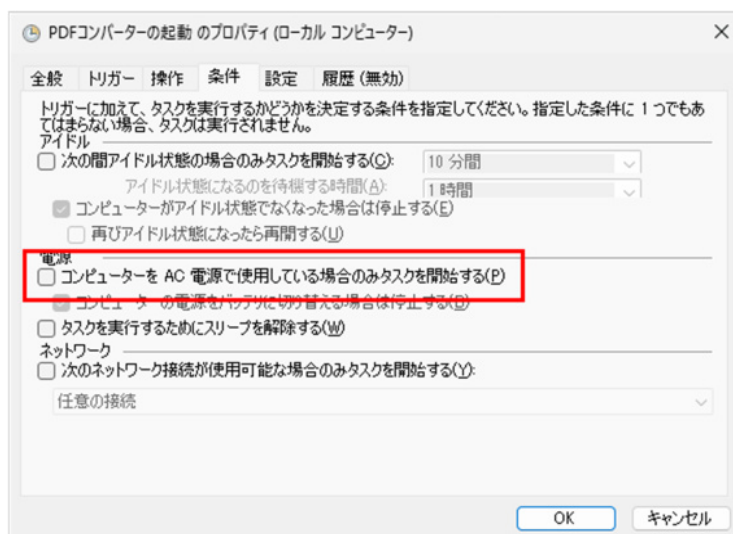 PDFコンバーターの起動 のプロパティ (ローカル コンピューター)
全般 トリガー 操作 条件 設定 履歴 (無効)
トリガーに加えて、タスクを実行するかどうかを決定する条件を指定してください。指定した条件に 1 つでもあ
てはまらない場合、タスクは実行されません。
アイドル
次の間アイドル状態の場合のみタスクを開始する(C): 10 分間
アイドル状態になるのを待機する時間(A): 1 時間
コンピューターがアイドル状態でなくなった場合は停止する(E)
再びアイドル状態になったら再開する(U)
電源
コンピューターを AC 電源で使用している場合のみタスクを開始する(P)
コンピューターの電源をバッテリに切り替える場合は停止する(B)
タスクを実行するためにスリープを解除する(W)
ネットワーク
次のネットワーク接続が使用可能な場合のみタスクを開始する(Y):
任意の接続
OK キャンセル